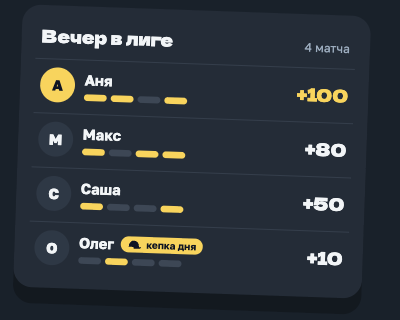 Вечер в лиге
4 матча
А
Аня
+100
М
Макс
+80
С
Саша
+50
О
Олег
кепка дня
+10